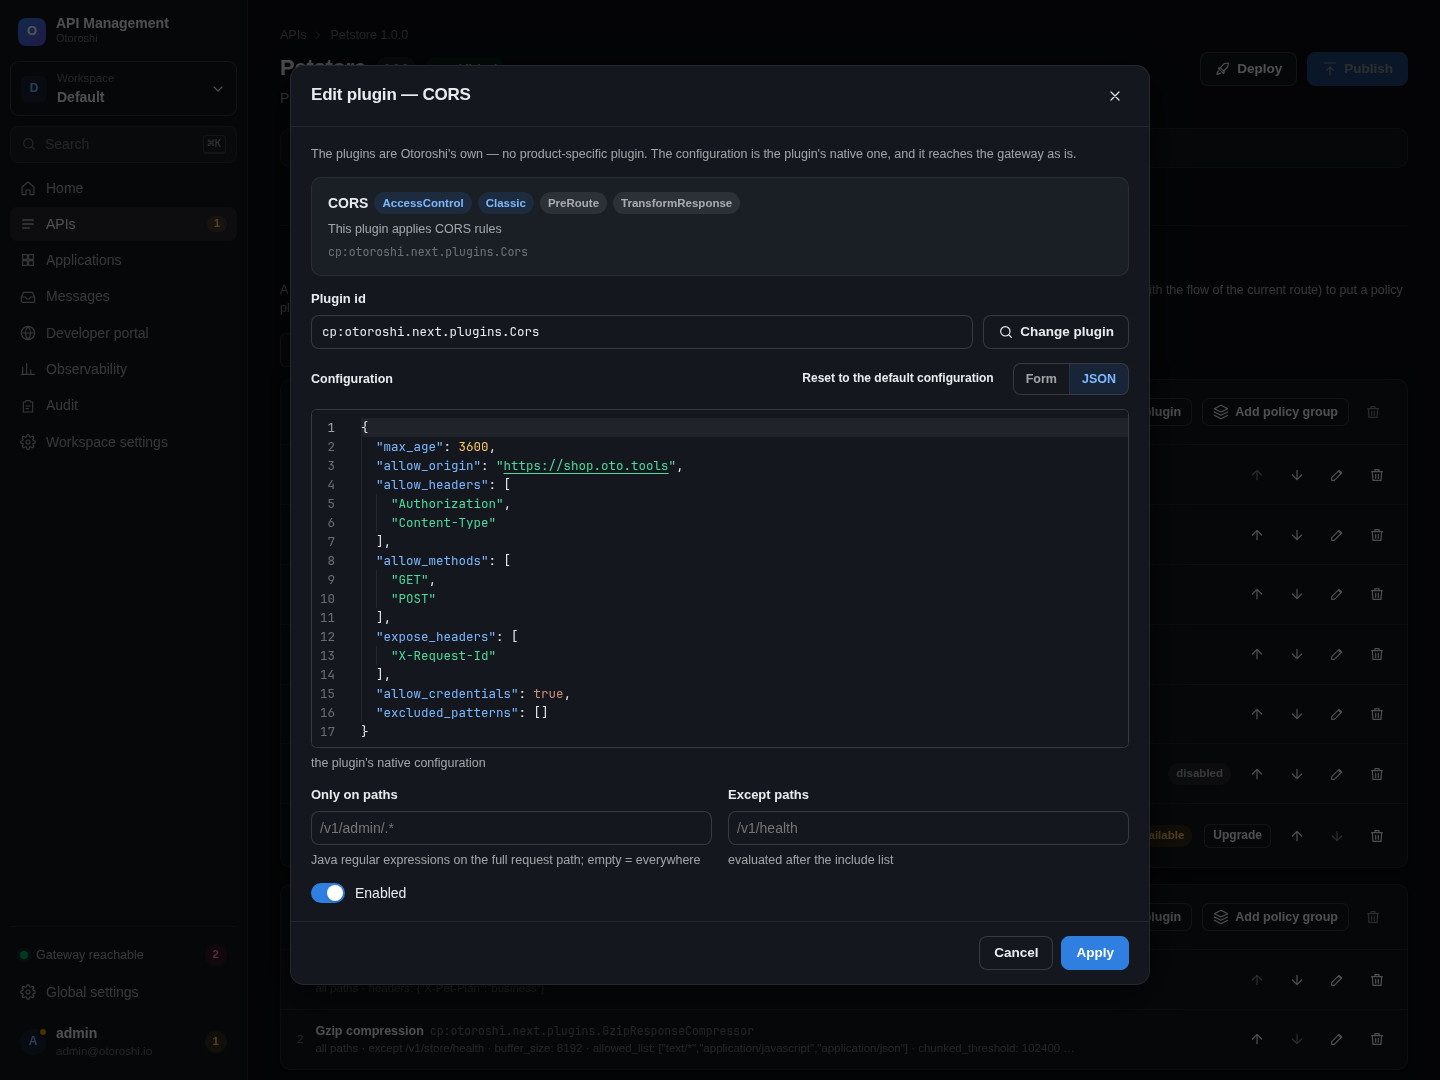 API Management
Otoroshi
Workspace
Default
Search
⌘K
Home
APIs
1
Applications
Messages
Developer portal
Observability
Audit
Workspace settings
Gateway reachable
2
Global settings
admin
admin@otoroshi.io
1
APIs
Petstore 1.0.0
Deploy
Publish
Edit plugin — CORS
The plugins are Otoroshi's own — no product-specific plugin. The configuration is the plugin's native one, and it reaches the gateway as is.
CORS AccessControl Classic PreRoute TransformResponse
This plugin applies CORS rules
cp:otoroshi.next.plugins.Cors
Plugin id
cp:otoroshi.next.plugins.Cors
Change plugin
Configuration
Reset to the default configuration
Form
JSON
1 {
2 "max_age": 3600,
3 "allow_origin": "https://shop.oto.tools",
4 "allow_headers": [
5 "Authorization",
6 "Content-Type"
7 ],
8 "allow_methods": [
9 "GET",
10 "POST"
11 ],
12 "expose_headers": [
13 "X-Request-Id"
14 ],
15 "allow_credentials": true,
16 "excluded_patterns": []
17 }
the plugin's native configuration
Only on paths
/v1/admin/.*
Java regular expressions on the full request path; empty = everywhere
Except paths
/v1/health
evaluated after the include list
Enabled
Cancel
Apply
the flow of the current route) to put a policy
Add policy group
disabled
Upgrade
Add policy group
2 Gzip compression cp:otoroshi.next.plugins.GzipResponseCompressor
all paths · except /v1/store/health · buffer_size: 8192 · allowed_list: ["text/*","application/javascript","application/json"] · chunked_threshold: 102400 …